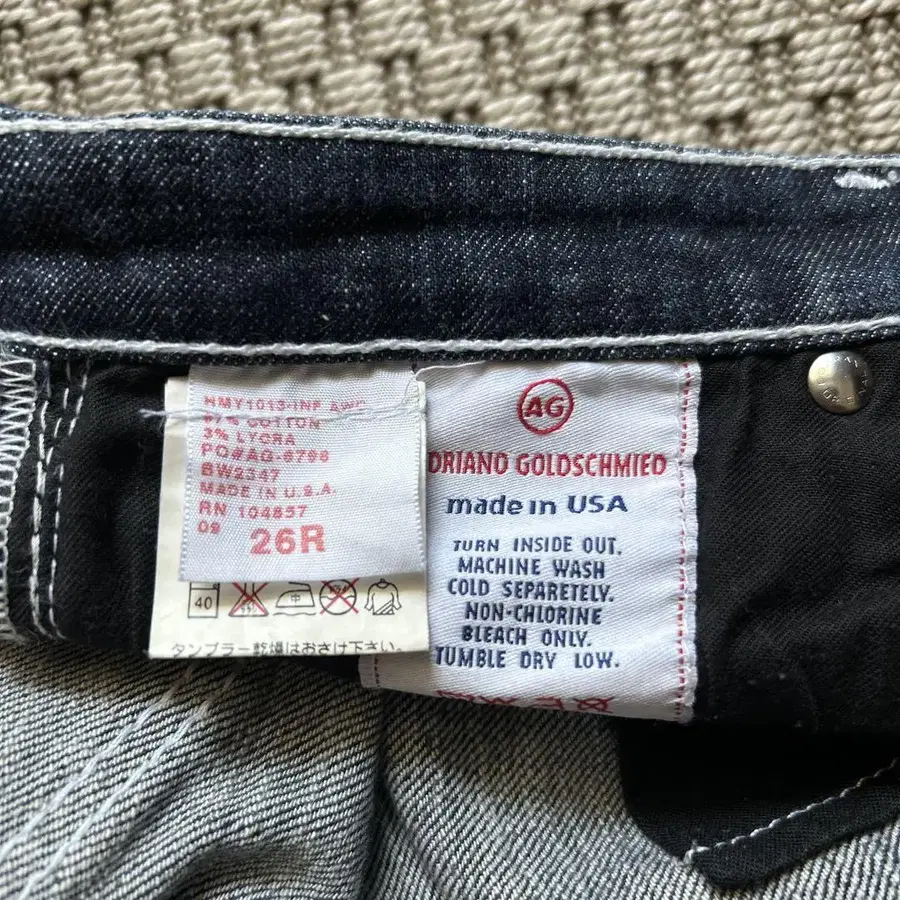 HMY1013-INF AWC
97% COTTON
3% LYCRA
PO#AG-6796
BW2347
MADE IN U.S.A.
RN 104857
09
26R
40
中
タンブラー乾燥はおさけ下さい。
AG
DRIANO GOLDSCHMIED
made in USA
TURN INSIDE OUT.
MACHINE WASH
COLD SEPARETELY.
NON-CHLORINE
BLEACH ONLY.
TUMBLE DRY LOW.